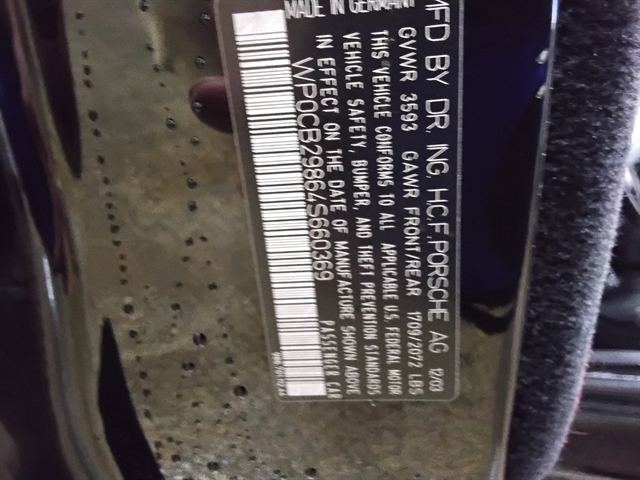 MFD BY DR. ING. H.C.F. PORSCHE AG 12/03
GVWR 3593 GAWR FRONT/REAR 1709/2072 LBS
THIS VEHICLE CONFORMS TO ALL APPLICABLE U.S. FEDERAL MOTOR
VEHICLE SAFETY, BUMPER, AND THEFT PREVENTION STANDARDS
IN EFFECT ON THE DATE OF MANUFACTURE SHOWN ABOVE
MADE IN GERMANY
WP0CB29864S660369 PASSENGER CAR